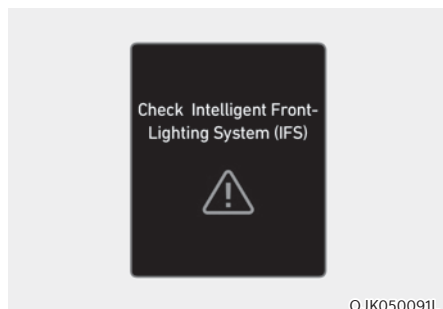 Check Intelligent Front-
Lighting System (IFS)
OJK050091L